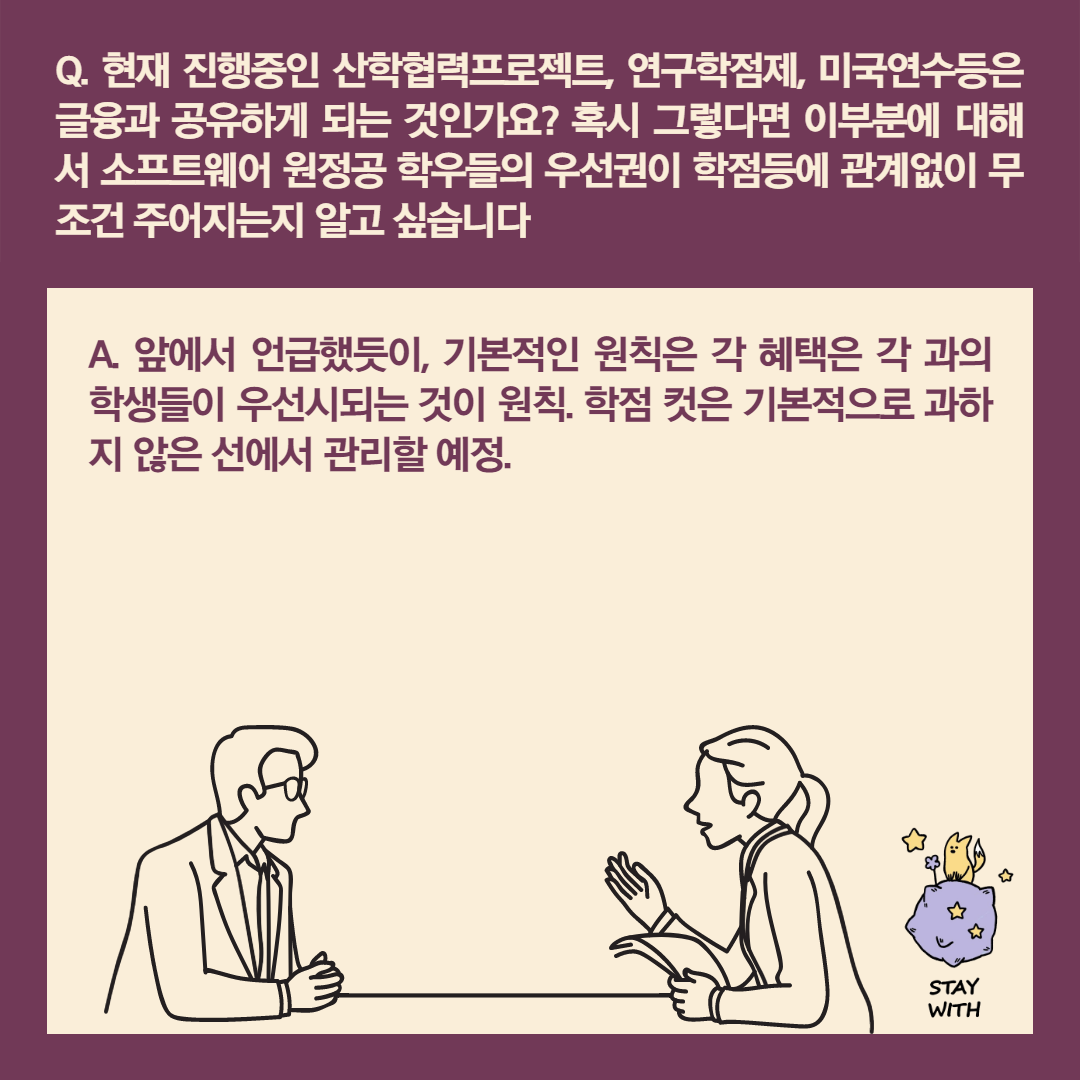 Q. 현재 진행중인 산학협력프로젝트, 연구학점제, 미국연수등은
글융과 공유하게 되는 것인가요? 혹시 그렇다면 이부분에 대해
서 소프트웨어 원정공 학우들의 우선권이 학점등에 관계없이 무
조건 주어지는지 알고 싶습니다
A. 앞에서 언급했듯이, 기본적인 원칙은 각 혜택은 각 과의
학생들이 우선시되는 것이 원칙. 학점 컷은 기본적으로 과하
지 않은 선에서 관리할 예정.
STAY
WITH